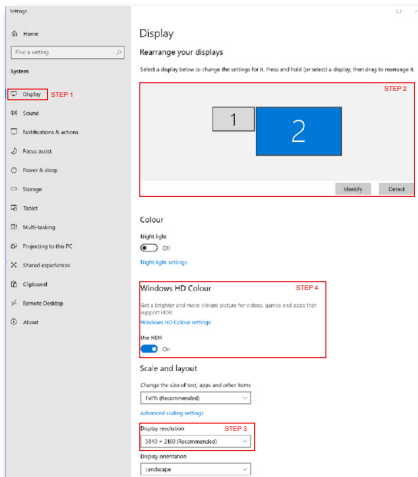 Settings
Home
Find a setting
System
Display
STEP 1
Sound
Notifications & actions
Focus assist
Power & sleep
Storage
Tablet
Multi-tasking
Projecting to this PC
Shared experiences
Clipboard
Remote Desktop
About
Display
Rearrange your displays
Select a display below to change the settings for it. Press and hold (or select) a display, then drag to rearrange it.
STEP 2
1
2
Identify
Detect
Colour
Night light
Off
Night light settings
Windows HD Colour
STEP 4
Get a brighter and more vibrant picture for videos, games and apps that
support HDR.
Windows HD Colour settings
Use HDR
On
Scale and layout
Change the size of text, apps and other items
150% (Recommended)
Advanced scaling settings
Display resolution
STEP 3
3840 × 2160 (Recommended)
Display orientation
Landscape